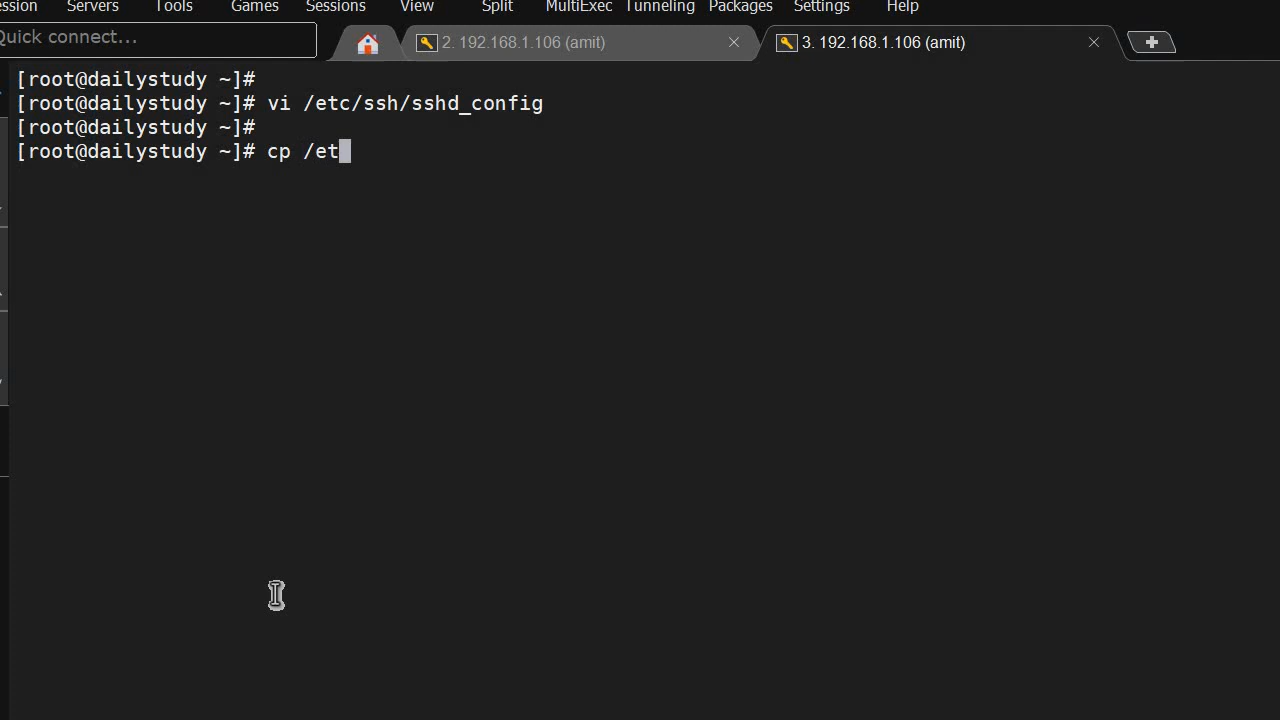 ession Servers Tools Games Sessions View Split MultiExec Tunneling Packages Settings Help
Quick connect...
2. 192.168.1.106 (amit)
3. 192.168.1.106 (amit)
[root@dailystudy ~]#
[root@dailystudy ~]# vi /etc/ssh/sshd_config
[root@dailystudy ~]#
[root@dailystudy ~]# cp /et